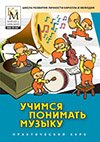 ШКОЛА РАЗВИТИЯ ЛИЧНОСТИ КИРИЛЛА И МЕФОДИЯ
УЧИМСЯ
ПОНИМАТЬ
МУЗЫКУ
ПРАКТИЧЕСКИЙ КУРС